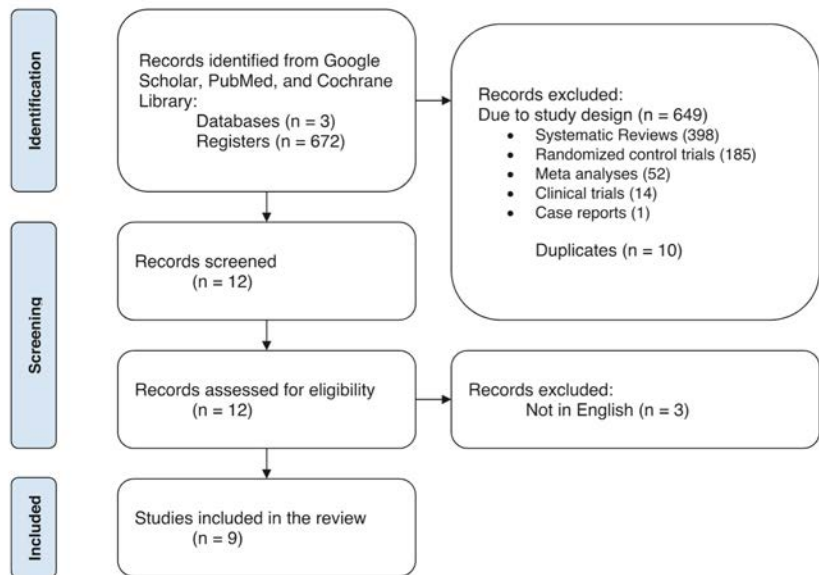 Identification
Records identified from Google
Scholar, PubMed, and Cochrane
Library:
Databases (n = 3)
Registers (n = 672)
Records excluded:
Due to study design (n = 649)
• Systematic Reviews (398)
• Randomized control trials (185)
• Meta analyses (52)
• Clinical trials (14)
• Case reports (1)
Duplicates (n = 10)
Screening
Records screened
(n = 12)
Records assessed for eligibility
(n = 12)
Records excluded:
Not in English (n = 3)
Included
Studies included in the review
(n = 9)